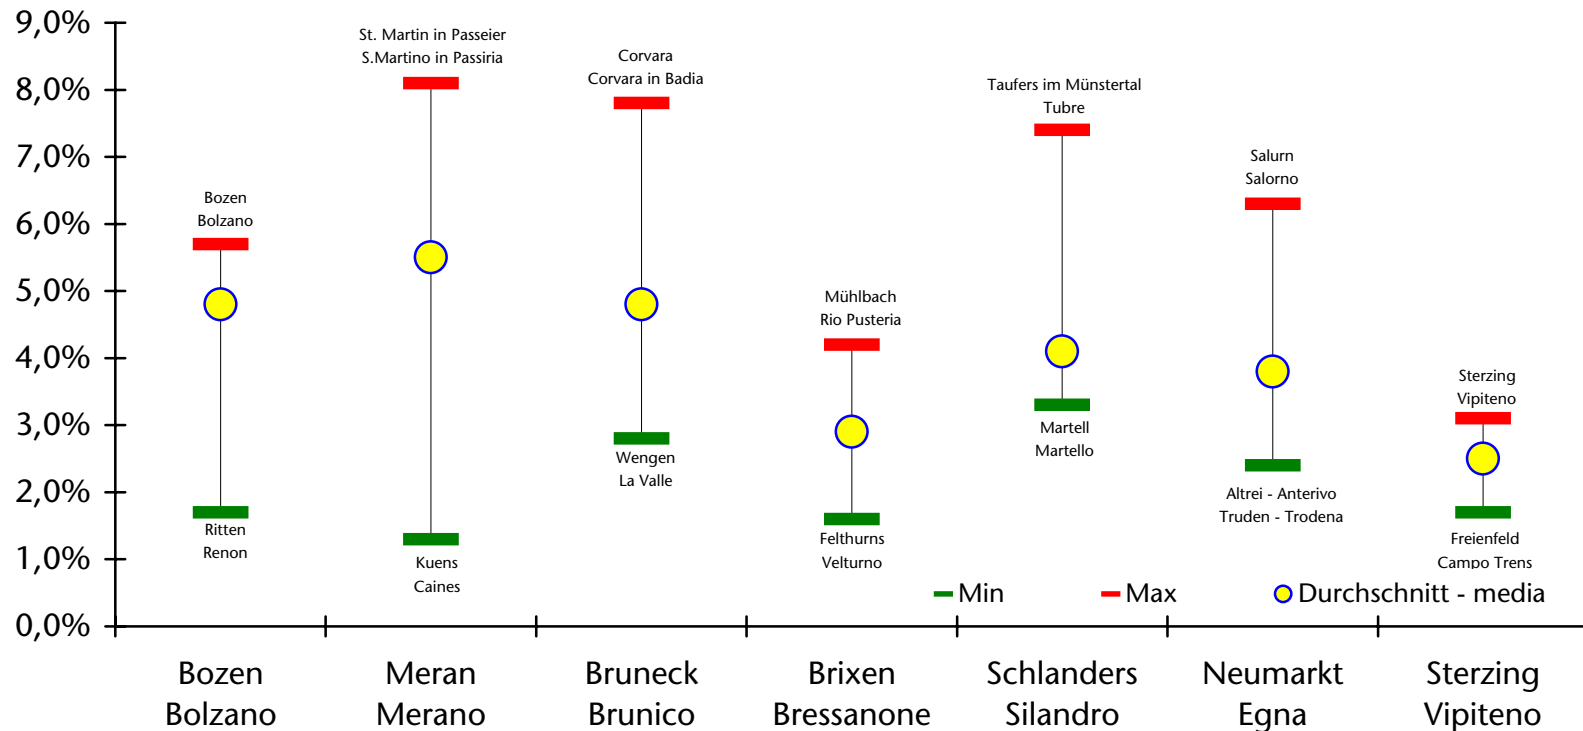 9,0%
8,0%
7,0%
6,0%
5,0%
4,0%
3,0%
2,0%
1,0%
0,0%
Bozen
Bolzano
Ritten
Renon
St. Martin in Passeier
S.Martino in Passiria
Kuens
Caines
Corvara
Corvara in Badia
Wengen
La Valle
Mühlbach
Rio Pusteria
Felthurns
Velturno
Taufers im Münstertal
Tubre
Martell
Martello
Salurn
Salorno
Altrei - Anterivo
Truden - Trodena
Sterzing
Vipiteno
Freienfeld
Campo Trens
Min
Max
Durchschnitt - media
Bozen
Bolzano
Meran
Merano
Bruneck
Brunico
Brixen
Bressanone
Schlanders
Silandro
Neumarkt
Egna
Sterzing
Vipiteno